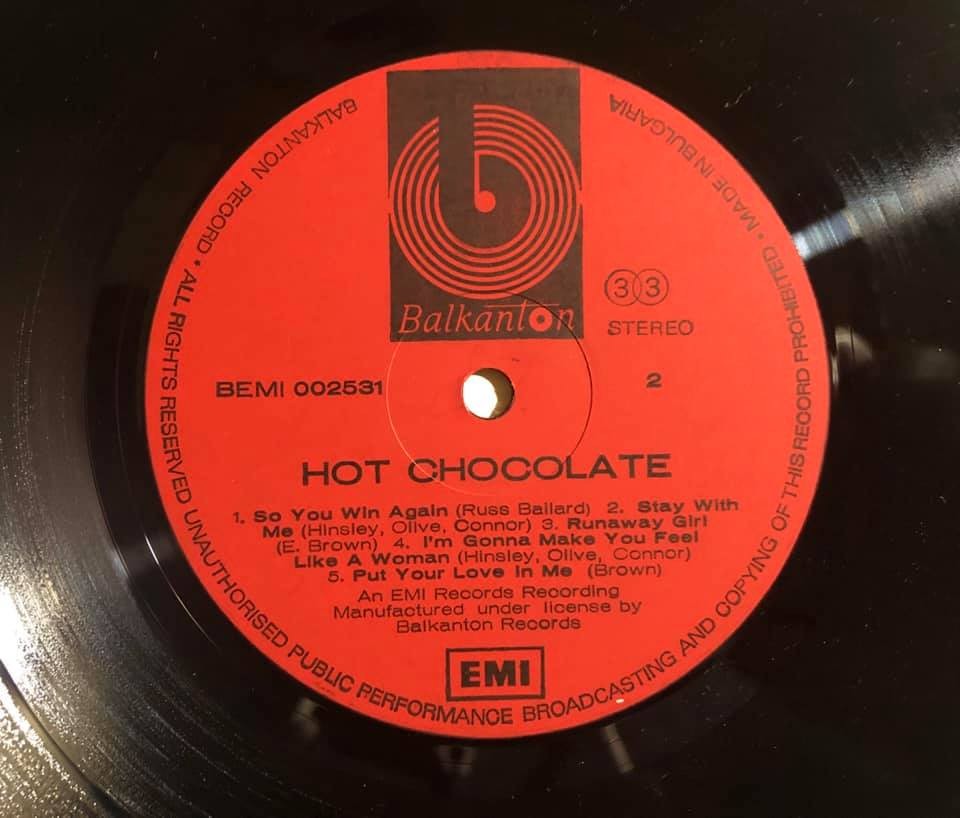 Balkanton
33
STEREO
BEMI 002531
2
HOT CHOCOLATE
1. So You Win Again (Russ Ballard) 2. Stay With
Me (Hinsley, Olive, Connor) 3. Runaway Girl
(E. Brown) 4. I'm Gonna Make You Feel
Like A Woman (Hinsley, Olive, Connor)
5. Put Your Love In Me (Brown)
An EMI Records Recording
Manufactured under license by
Balkanton Records
EMI
BALKANTON RECORD • ALL RIGHTS RESERVED UNAUTHORISED PUBLIC PERFORMANCE BROADCASTING AND COPYING OF THIS RECORD PROHIBITED • MADE IN BULGARIA